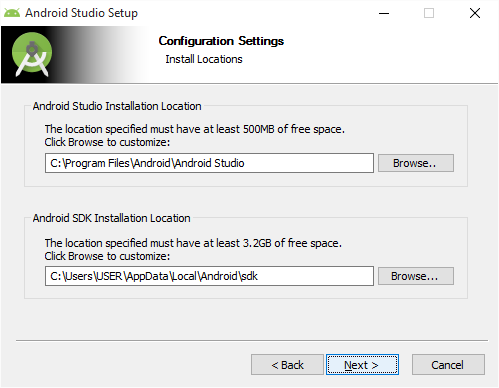 Android Studio Setup
Configuration Settings
Install Locations
Android Studio Installation Location
The location specified must have at least 500MB of free space.
Click Browse to customize:
C:\Program Files\Android\Android Studio
Browse..
Android SDK Installation Location
The location specified must have at least 3.2GB of free space.
Click Browse to customize:
C:\Users\USER\AppData\Local\Android\sdk
Browse...
< Back
Next >
Cancel